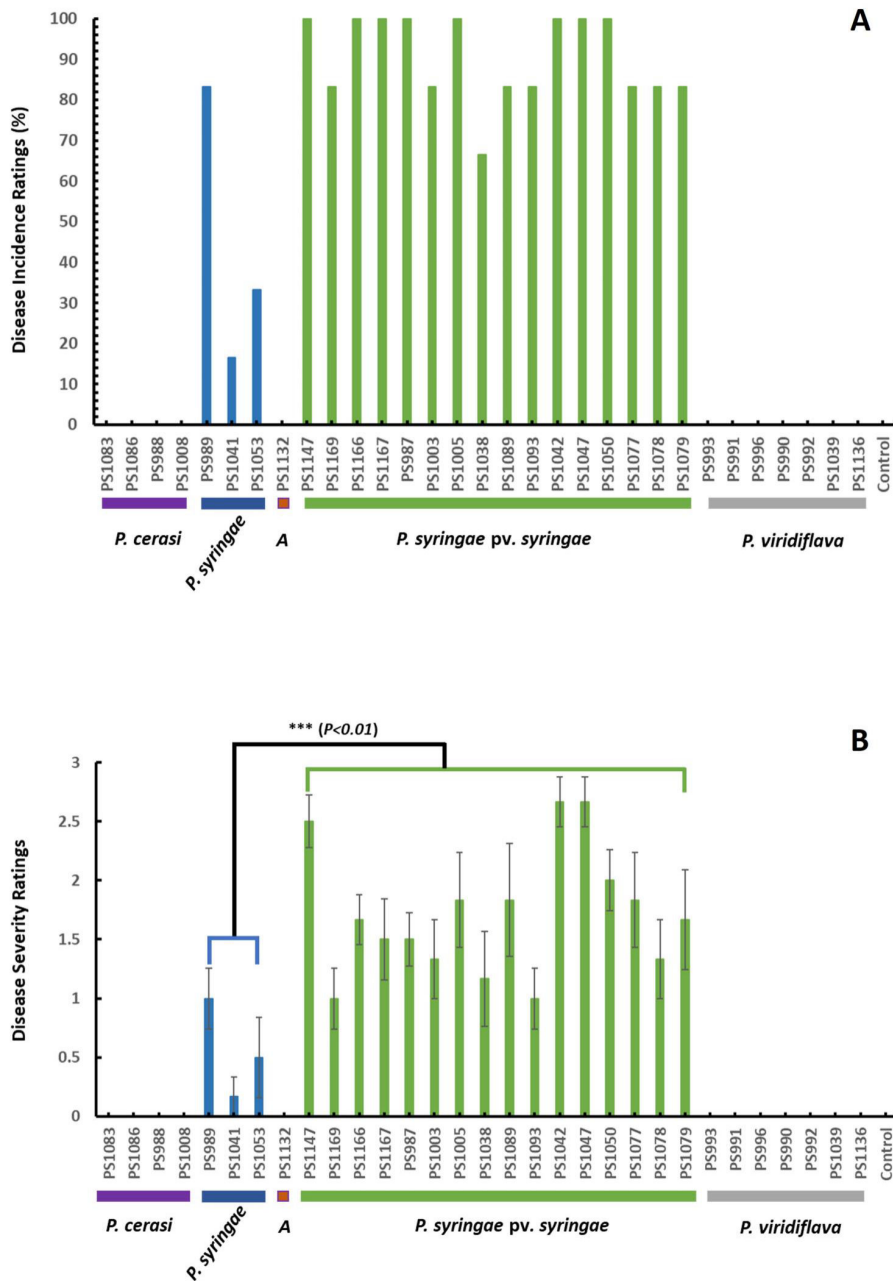 A
Disease Incidence Ratings (%)
100
90
80
70
60
50
40
30
20
10
0
PS1083 PS1086 PS988 PS1008 PS989 PS1041 PS1053 PS1132 PS1147 PS1169 PS1166 PS1167 PS987 PS1003 PS1005 PS1038 PS1089 PS1093 PS1042 PS1047 PS1050 PS1077 PS1078 PS1079 PS993 PS991 PS996 PS990 PS992 PS1039 PS1136 Control
P. cerasi P. syringae A P. syringae pv. syringae P. viridiflava
*** (P<0.01)
B
Disease Severity Ratings
3
2.5
2
1.5
1
0.5
0
PS1083 PS1086 PS988 PS1008 PS989 PS1041 PS1053 PS1132 PS1147 PS1169 PS1166 PS1167 PS987 PS1003 PS1005 PS1038 PS1089 PS1093 PS1042 PS1047 PS1050 PS1077 PS1078 PS1079 PS993 PS991 PS996 PS990 PS992 PS1039 PS1136 Control
P. cerasi P. syringae A P. syringae pv. syringae P. viridiflava